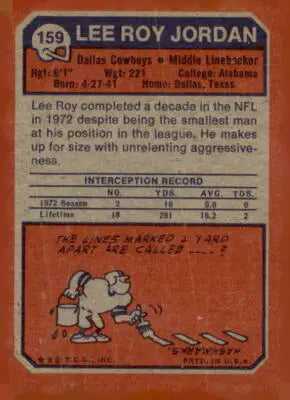 159 LEE ROY JORDAN
Dallas Cowboys • Middle Linebacker
Hgt: 6'1" Wgt: 221 College: Alabama
Born: 4-27-41 Home: Dallas, Texas
Lee Roy completed a decade in the NFL
in 1972 despite being the smallest man
at his position in the league. He makes
up for size with unrelenting aggressive-
ness.
INTERCEPTION RECORD
NO. YDS. AVG. TDS.
1972 Season 2 10 5.0 0
Lifetime 18 291 16.2 2
THE LINES MARKED 1 YARD
APART ARE CALLED ....?
HASHMARKS.
© T.C.G., INC. PRTD. IN U.S.A.